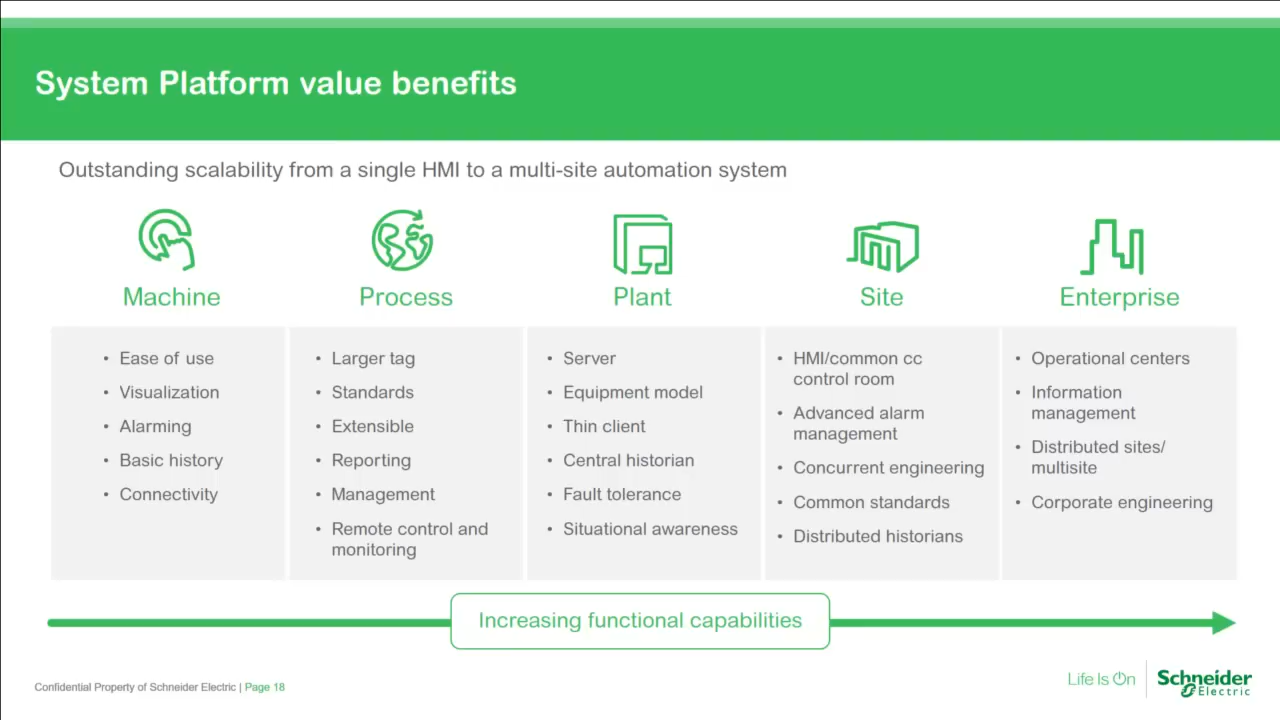 System Platform value benefits
Outstanding scalability from a single HMI to a multi-site automation system
Machine
• Ease of use
• Visualization
• Alarming
• Basic history
• Connectivity
Process
• Larger tag
• Standards
• Extensible
• Reporting
• Management
• Remote control and
monitoring
Plant
• Server
• Equipment model
• Thin client
• Central historian
• Fault tolerance
• Situational awareness
Site
• HMI/common cc
control room
• Advanced alarm
management
• Concurrent engineering
• Common standards
• Distributed historians
Enterprise
• Operational centers
• Information
management
• Distributed sites/
multisite
• Corporate engineering
Increasing functional capabilities
Confidential Property of Schneider Electric | Page 18
Life Is On
Schneider
Electric